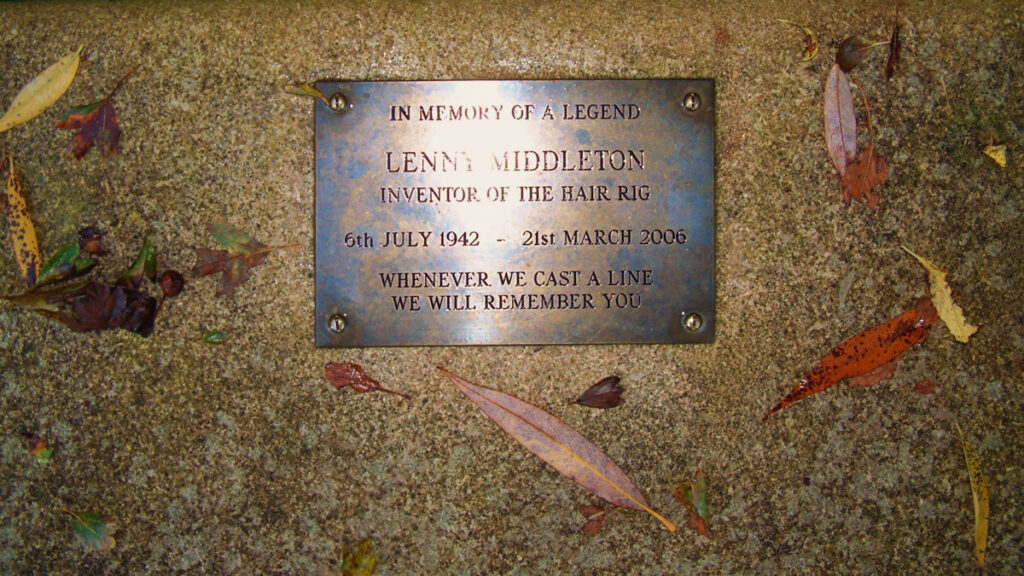 IN MEMORY OF A LEGEND
LENNY MIDDLETON
INVENTOR OF THE HAIR RIG
6th JULY 1942 - 21st MARCH 2006
WHENEVER WE CAST A LINE
WE WILL REMEMBER YOU